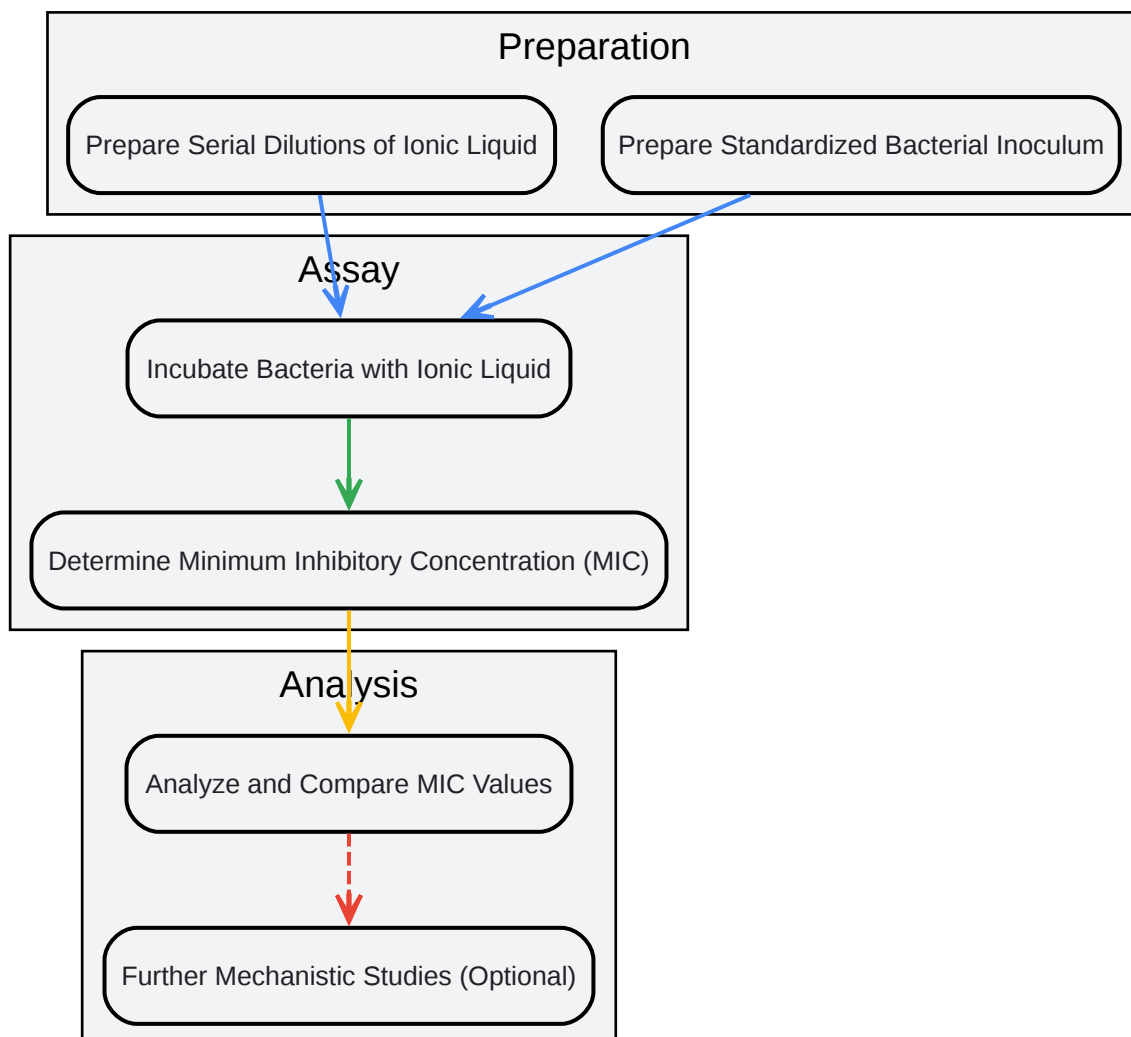 Preparation
Prepare Serial Dilutions of Ionic Liquid
Prepare Standardized Bacterial Inoculum
Assay
Incubate Bacteria with Ionic Liquid
Determine Minimum Inhibitory Concentration (MIC)
Analysis
Analyze and Compare MIC Values
Further Mechanistic Studies (Optional)